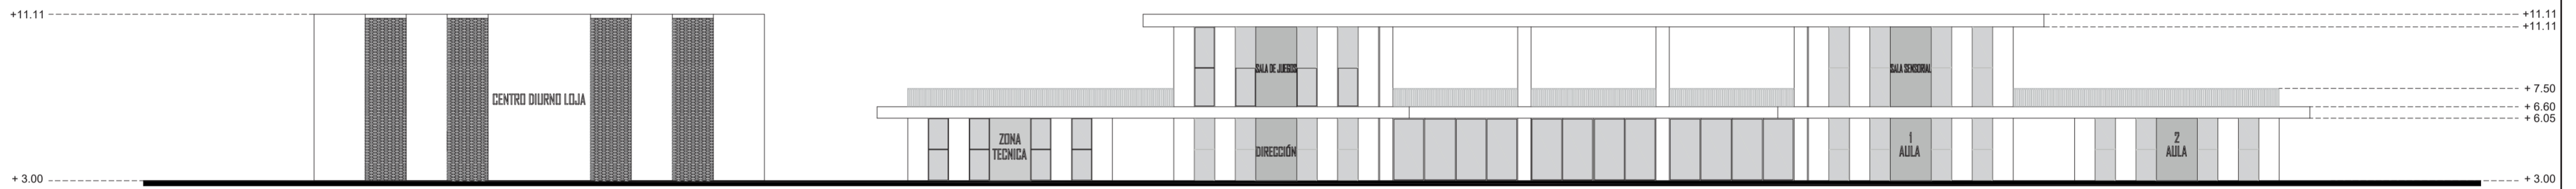 +11.11
+11.11
+11.11
SALA DE JUEGOS
SALA SENSORIAL
CENTRO DIURNO LOJA
+ 7.50
+ 6.60
+ 6.05
ZONA
TECNICA
DIRECCIÓN
1
AULA
2
AULA
+ 3.00
+ 3.00